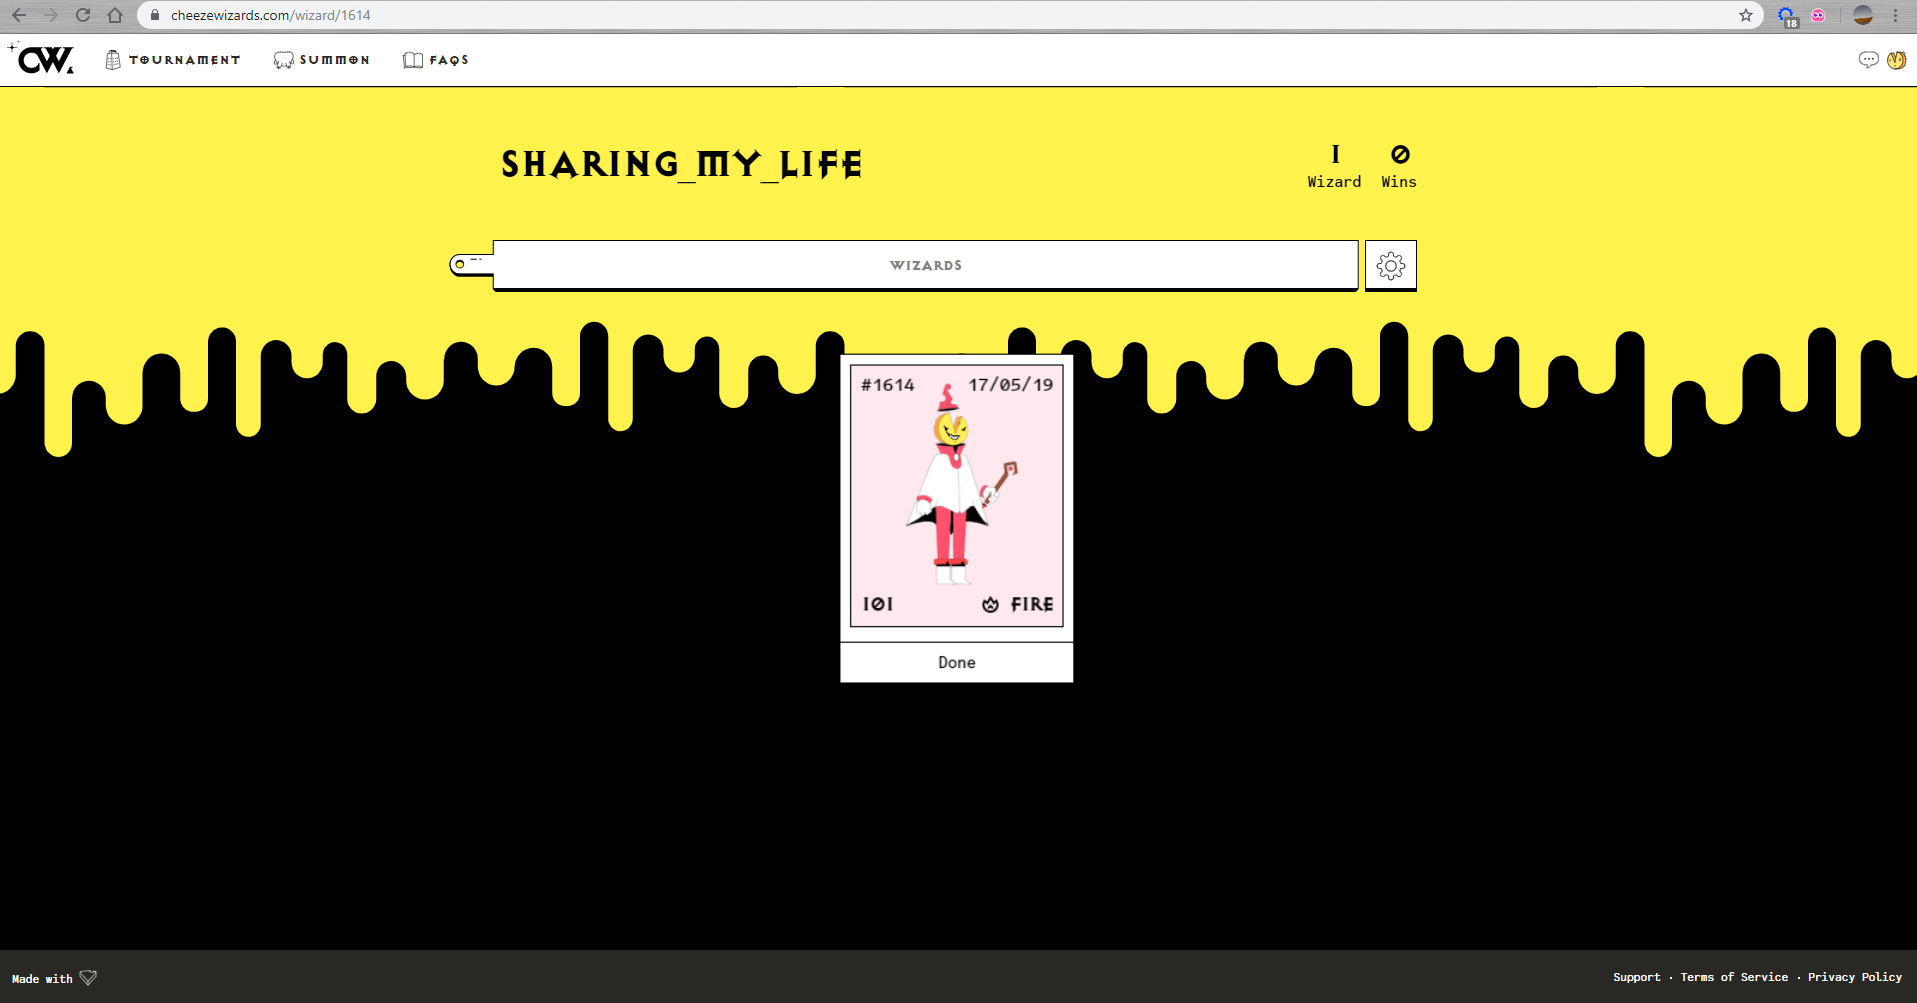 cheezewizards.com/wizard/1614
18
CW.
TOURNAMENT
SUMMON
FAQS
SHARING_MY_LIFE
1
0
Wizard
Wins
WIZARDS
#1614
17/05/19
101
FIRE
Done
Made with
Support · Terms of Service · Privacy Policy